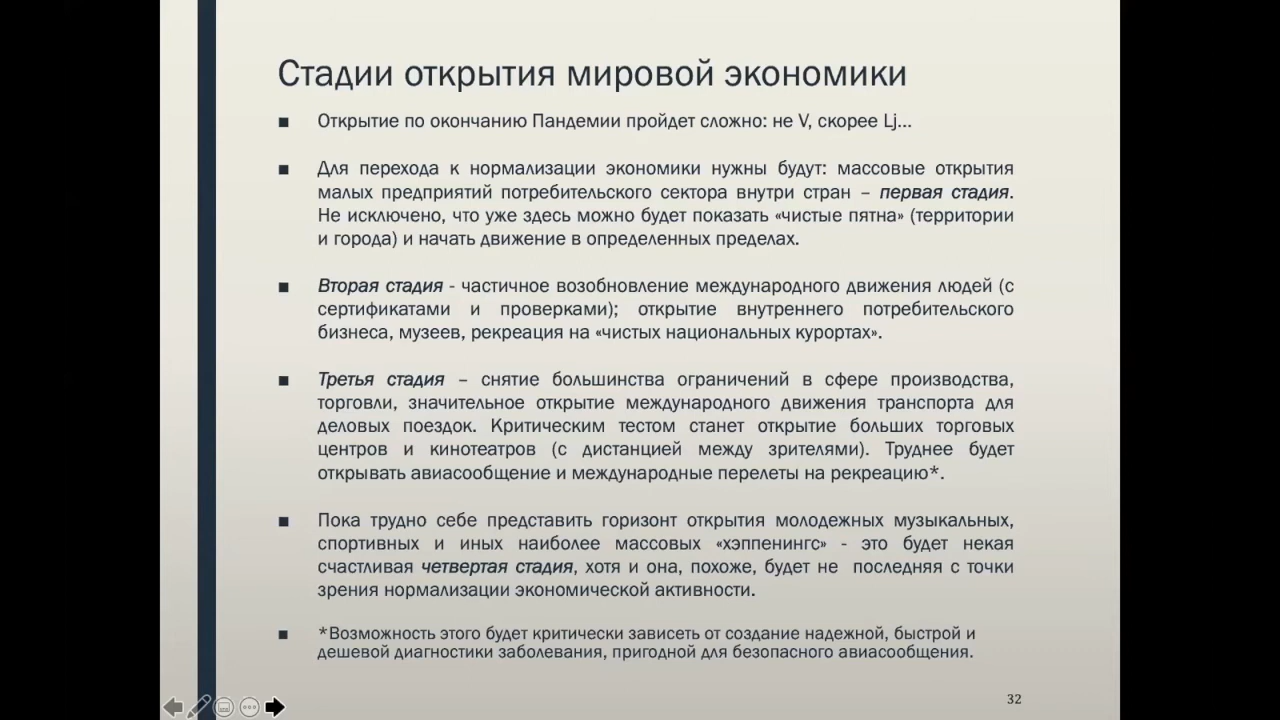 Стадии открытия мировой экономики
■ Открытие по окончанию Пандемии пройдет сложно: не V, скорее Lj...
■ Для перехода к нормализации экономики нужны будут: массовые открытия
малых предприятий потребительского сектора внутри стран – первая стадия.
Не исключено, что уже здесь можно будет показать «чистые пятна» (территории
и города) и начать движение в определенных пределах.
■ Вторая стадия - частичное возобновление международного движения людей (с
сертификатами и проверками); открытие внутреннего потребительского
бизнеса, музеев, рекреация на «чистых национальных курортах».
■ Третья стадия – снятие большинства ограничений в сфере производства,
торговли, значительное открытие международного движения транспорта для
деловых поездок. Критическим тестом станет открытие больших торговых
центров и кинотеатров (с дистанцией между зрителями). Труднее будет
открывать авиасообщение и международные перелеты на рекреацию*.
■ Пока трудно себе представить горизонт открытия молодежных музыкальных,
спортивных и иных наиболее массовых «хэппенингс» - это будет некая
счастливая четвертая стадия, хотя и она, похоже, будет не последняя с точки
зрения нормализации экономической активности.
■ *Возможность этого будет критически зависеть от создание надежной, быстрой и
дешевой диагностики заболевания, пригодной для безопасного авиасообщения.
32